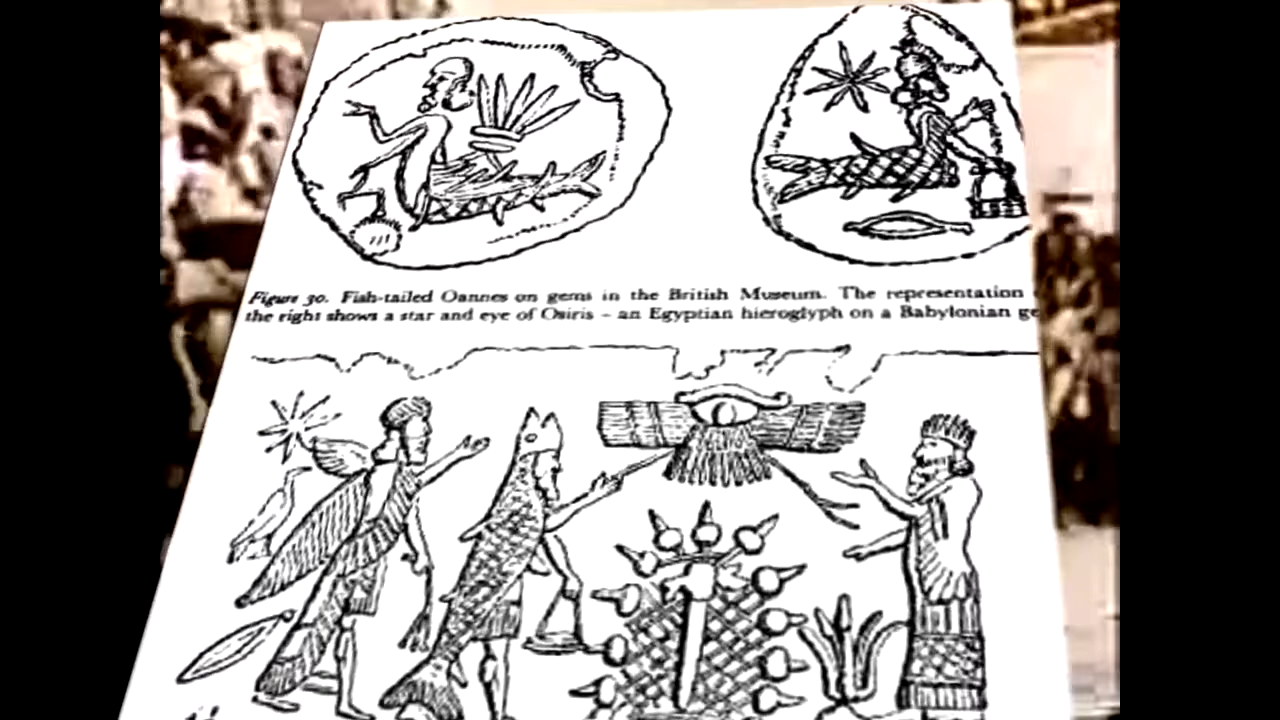 Figure 30. Fish-tailed Oannes on gems in the British Museum. The representation
the right shows a star and eye of Osiris – an Egyptian hieroglyph on a Babylonian ge